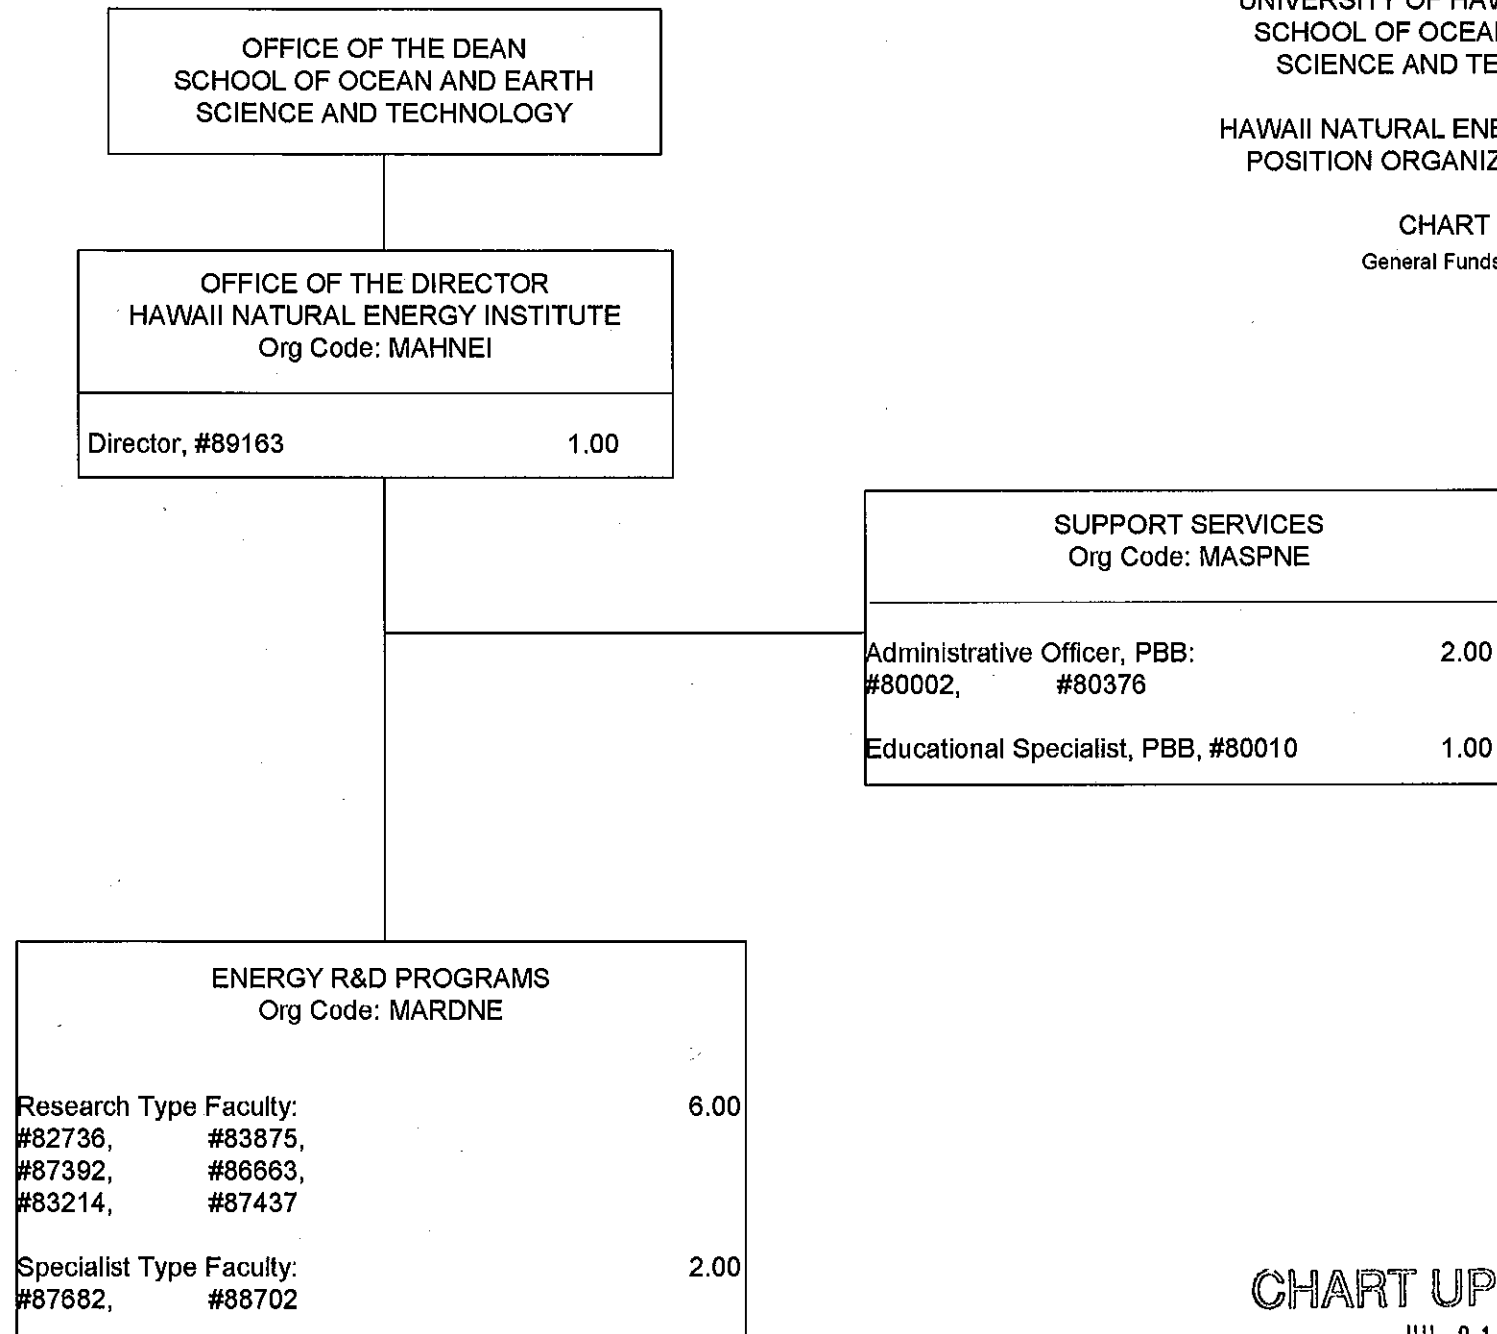 UNIVERSITY OF
SCHOOL OF
SCIENCE AND
HAWAII NATURAL
POSITION
CHART
General Funds
OFFICE OF THE DEAN
SCHOOL OF OCEAN AND EARTH
SCIENCE AND TECHNOLOGY
OFFICE OF THE DIRECTOR
HAWAII NATURAL ENERGY INSTITUTE
Org Code: MAHNEI
Director, #89163 1.00
SUPPORT SERVICES
Org Code: MASPNE
Administrative Officer, PBB: 2.00
#80002, #80376
Educational Specialist, PBB, #80010 1.00
ENERGY R&D PROGRAMS
Org Code: MARDNE
Research Type Faculty: 6.00
#82736, #83875,
#87392, #86663,
#83214, #87437
Specialist Type Faculty: 2.00
#87682, #88702
CHART UP